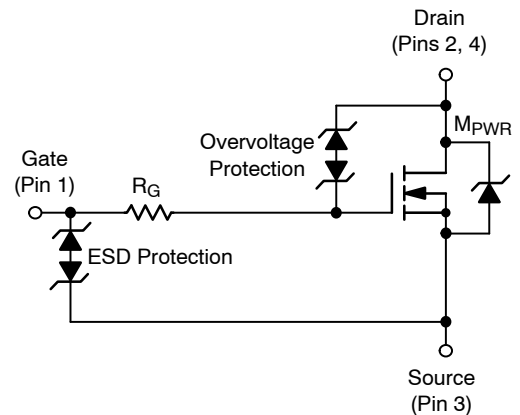 Drain
(Pins 2, 4)
MPWR
Overvoltage
Protection
Gate
(Pin 1)
RG
ESD Protection
Source
(Pin 3)